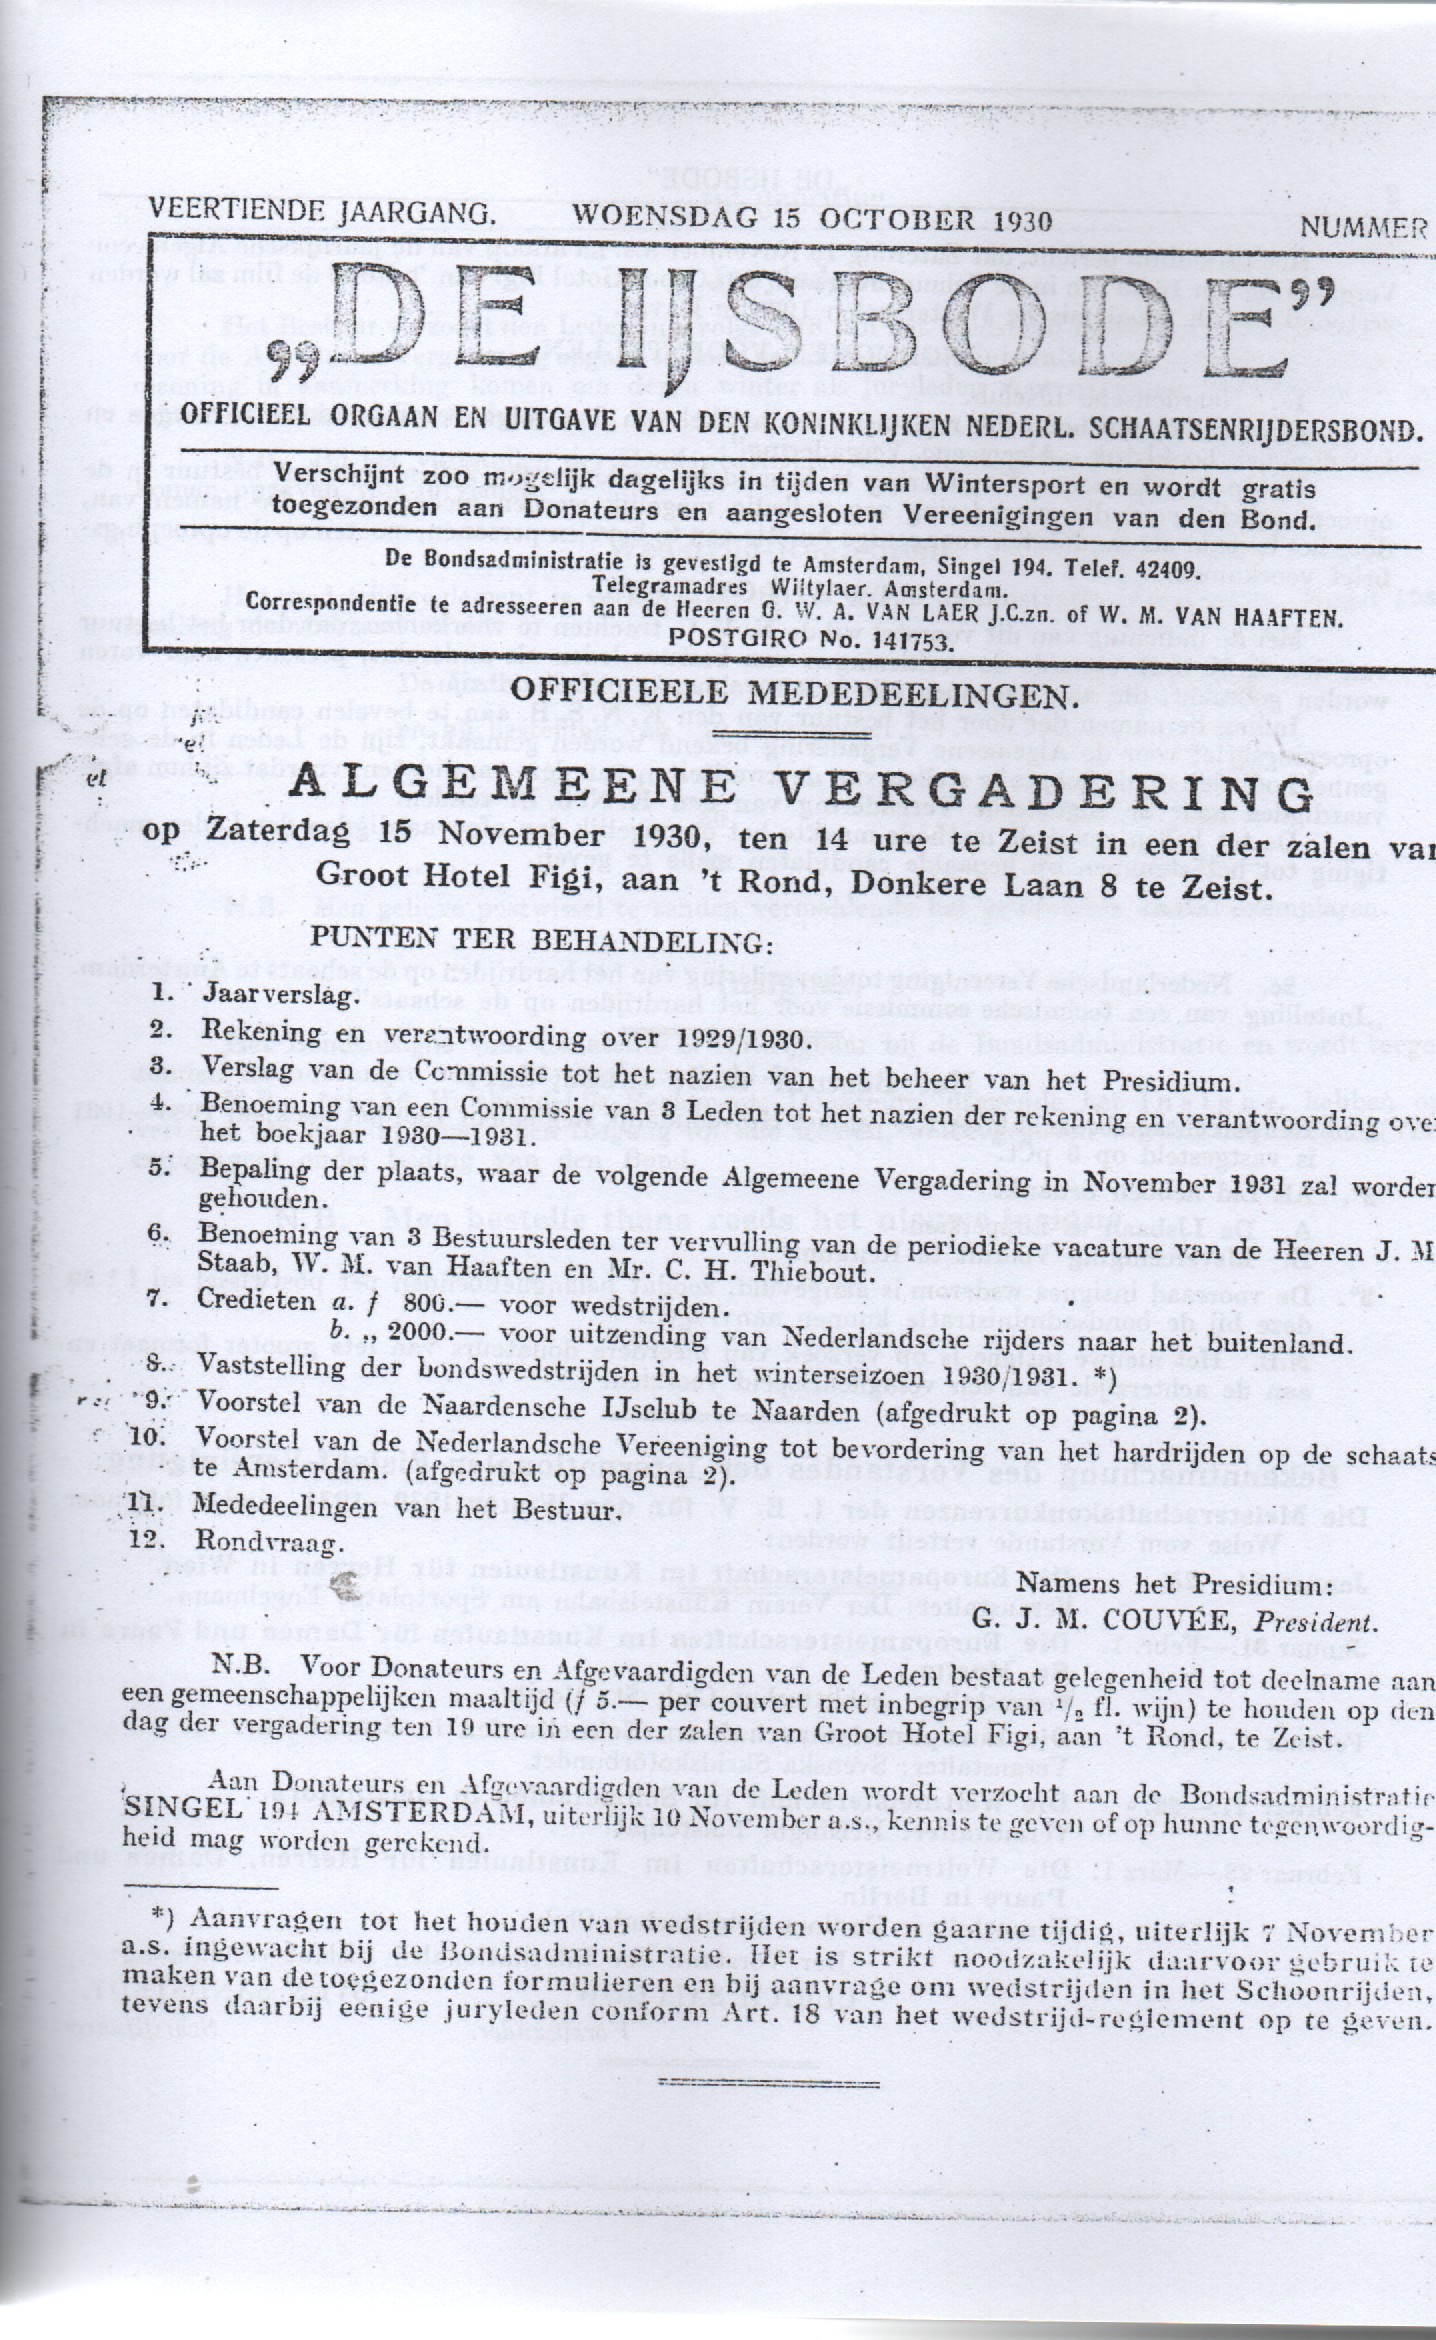 VEERTIENDE JAARGANG. WOENSDAG 15 OCTOBER 1930 NUMMER
„DE IJSBODE”
OFFICIEEL ORGAAN EN UITGAVE VAN DEN KONINKLIJKEN NEDERL. SCHAATSENRIJDERSBOND.
Verschijnt zoo mogelijk dagelijks in tijden van Wintersport en wordt gratis
toegezonden aan Donateurs en aangesloten Vereenigingen van den Bond.
De Bondsadministratie is gevestigd te Amsterdam, Singel 194. Telef. 42409.
Telegramadres Wiltylaer. Amsterdam.
Correspondentie te adresseeren aan de Heeren G. W. A. VAN LAER J.C.zn. of W. M. VAN HAAFTEN.
POSTGIRO No. 141753.
OFFICIEELE MEDEDEELINGEN.
ALGEMEENE VERGADERING
op Zaterdag 15 November 1930, ten 14 ure te Zeist in een der zalen van
Groot Hotel Figi, aan 't Rond, Donkere Laan 8 te Zeist.
PUNTEN TER BEHANDELING:
1. Jaarverslag.
2. Rekening en verantwoording over 1929/1930.
3. Verslag van de Commissie tot het nazien van het beheer van het Presidium.
4. Benoeming van een Commissie van 3 Leden tot het nazien der rekening en verantwoording over
het boekjaar 1930—1931.
5. Bepaling der plaats, waar de volgende Algemeene Vergadering in November 1931 zal worden
gehouden.
6. Benoeming van 3 Bestuursleden ter vervulling van de periodieke vacature van de Heeren J. M
Staab, W. M. van Haaften en Mr. C. H. Thiebout.
7. Credieten a. f 800.— voor wedstrijden.
b. „ 2000.— voor uitzending van Nederlandsche rijders naar het buitenland.
8. Vaststelling der bondswedstrijden in het winterseizoen 1930/1931. *)
9. Voorstel van de Naardensche IJsclub te Naarden (afgedrukt op pagina 2).
10. Voorstel van de Nederlandsche Vereeniging tot bevordering van het hardrijden op de schaats
te Amsterdam. (afgedrukt op pagina 2).
11. Mededeelingen van het Bestuur.
12. Rondvraag.
Namens het Presidium:
G. J. M. COUVÉE, President.
N.B. Voor Donateurs en Afgevaardigden van de Leden bestaat gelegenheid tot deelname aan
een gemeenschappelijken maaltijd (f 5.— per couvert met inbegrip van 1/2 fl. wijn) te houden op den
dag der vergadering ten 19 ure in een der zalen van Groot Hotel Figi, aan 't Rond, te Zeist.
Aan Donateurs en Afgevaardigden van de Leden wordt verzocht aan de Bondsadministratie
SINGEL 194 AMSTERDAM, uiterlijk 10 November a.s., kennis te geven of op hunne tegenwoordig-
heid mag worden gerekend.
*) Aanvragen tot het houden van wedstrijden worden gaarne tijdig, uiterlijk 7 November
a.s. ingewacht bij de Bondsadministratie. Het is strikt noodzakelijk daarvoor gebruik te
maken van de toegezonden formulieren en bij aanvrage om wedstrijden in het Schoonrijden,
tevens daarbij eenige juryleden conform Art. 18 van het wedstrijd-reglement op te geven.